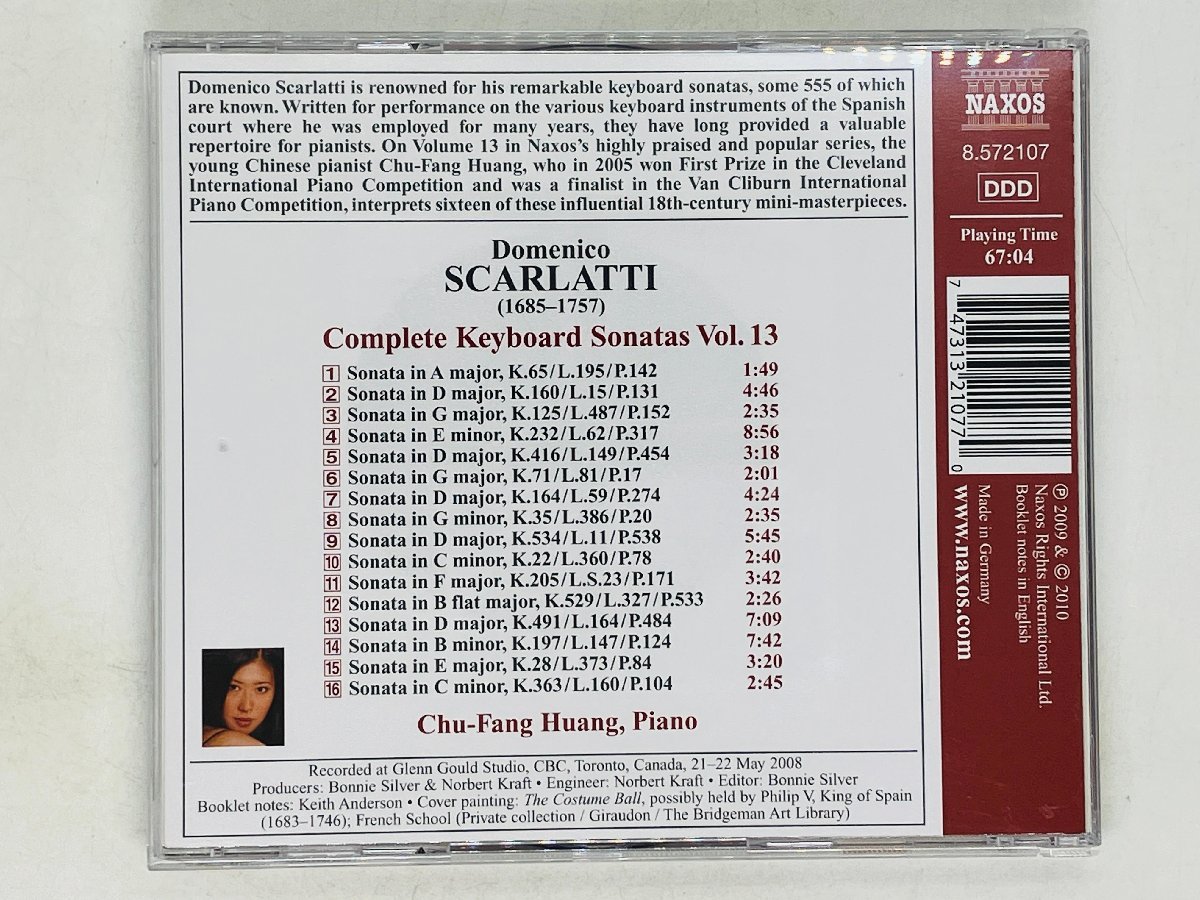 Domenico Scarlatti is renowned for his remarkable keyboard sonatas, some 555 of which
are known. Written for performance on the various keyboard instruments of the Spanish
court where he was employed for many years, they have long provided a valuable
repertoire for pianists. On Volume 13 in Naxos's highly praised and popular series, the
young Chinese pianist Chu-Fang Huang, who in 2005 won First Prize in the Cleveland
International Piano Competition and was a finalist in the Van Cliburn International
Piano Competition, interprets sixteen of these influential 18th-century mini-masterpieces.
Domenico
SCARLATTI
(1685–1757)
Complete Keyboard Sonatas Vol. 13
1 Sonata in A major, K.65/L.195/P.142 1:49
2 Sonata in D major, K.160/L.15/P.131 4:46
3 Sonata in G major, K.125/L.487/P.152 2:35
4 Sonata in E minor, K.232/L.62/P.317 8:56
5 Sonata in D major, K.416/L.149/P.454 3:18
6 Sonata in G major, K.71/L.81/P.17 2:01
7 Sonata in D major, K.164/L.59/P.274 4:24
8 Sonata in G minor, K.35/L.386/P.20 2:35
9 Sonata in D major, K.534/L.11/P.538 5:45
10 Sonata in C minor, K.22/L.360/P.78 2:40
11 Sonata in F major, K.205/L.S.23/P.171 3:42
12 Sonata in B flat major, K.529/L.327/P.533 2:26
13 Sonata in D major, K.491/L.164/P.484 7:09
14 Sonata in B minor, K.197/L.147/P.124 7:42
15 Sonata in E major, K.28/L.373/P.84 3:20
16 Sonata in C minor, K.363/L.160/P.104 2:45
Chu-Fang Huang, Piano
Recorded at Glenn Gould Studio, CBC, Toronto, Canada, 21–22 May 2008
Producers: Bonnie Silver & Norbert Kraft • Engineer: Norbert Kraft • Editor: Bonnie Silver
Booklet notes: Keith Anderson • Cover painting: The Costume Ball, possibly held by Philip V, King of Spain
(1683–1746); French School (Private collection / Giraudon / The Bridgeman Art Library)
NAXOS
8.572107
DDD
Playing Time
67:04
7 47313 21077 0
℗ 2009 & © 2010
Naxos Rights International Ltd.
Booklet notes in English
Made in Germany
www.naxos.com